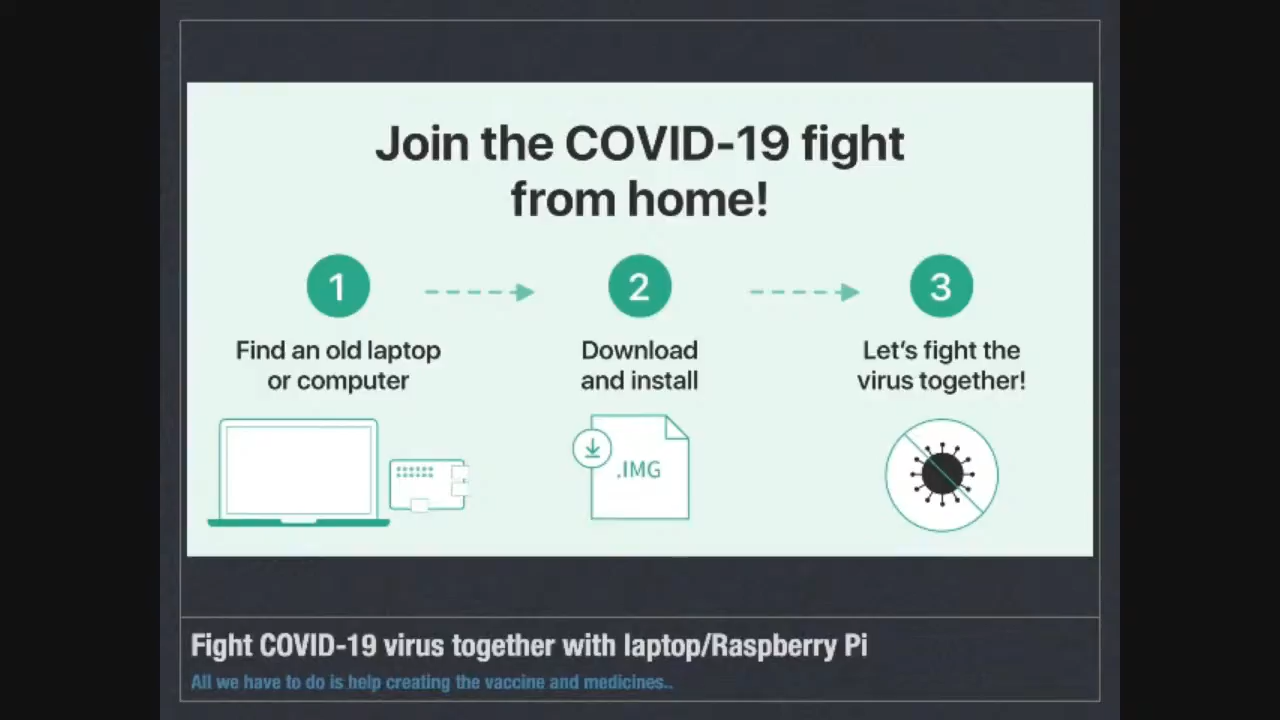 Join the COVID-19 fight
from home!
1
2
3
Find an old laptop
or computer
Download
and install
Let's fight the
virus together!
.IMG
Fight COVID-19 virus together with laptop/Raspberry Pi
All we have to do is help creating the vaccine and medicines..